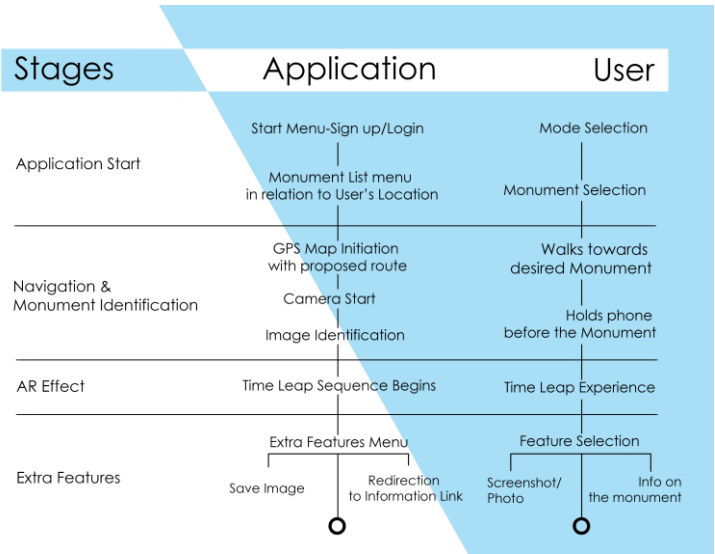 Stages
Application
User
Application Start
Start Menu-Sign up/Login
Mode Selection
Monument List menu
in relation to User's Location
Monument Selection
Navigation &
Monument Identification
GPS Map Initiation
with proposed route
Walks towards
desired Monument
Camera Start
Image Identification
Holds phone
before the Monument
AR Effect
Time Leap Sequence Begins
Time Leap Experience
Extra Features
Extra Features Menu
Feature Selection
Save Image
Redirection
to Information Link
Screenshot/
Photo
Info on
the monument